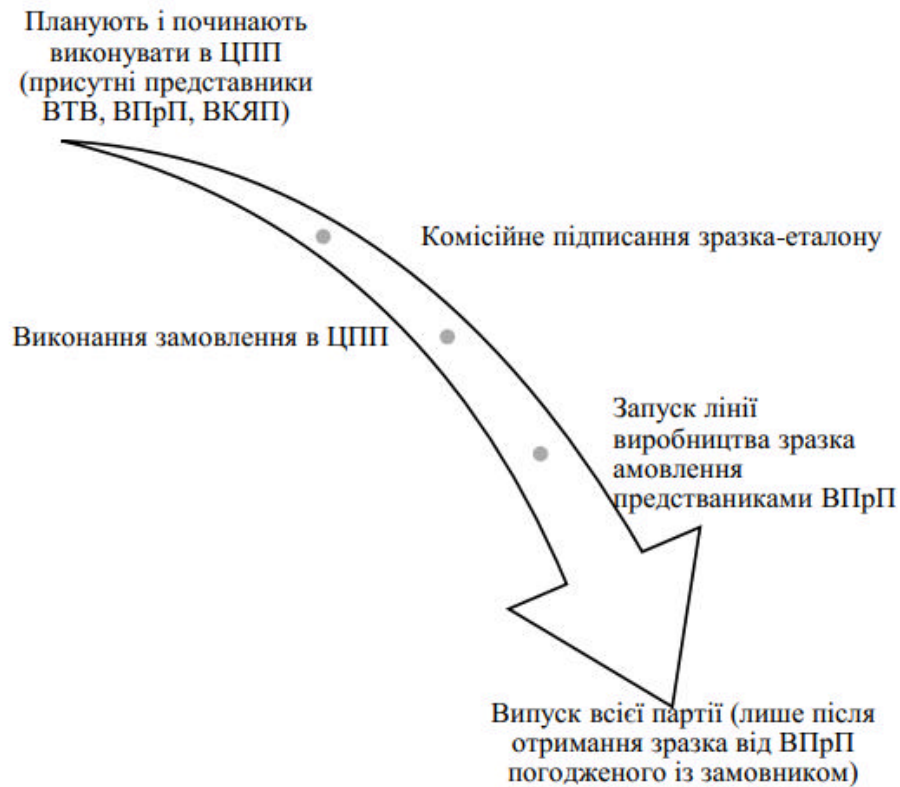 Планують і починають
виконувати в ЦПП
(присутні представники
ВТВ, ВПрП, ВКЯП)
Комісійне підписання зразка-еталону
Виконання замовлення в ЦПП
Запуск лінії
виробництва зразка
амовлення
предстваниками ВПрП
Випуск всієї партії (лише після
отримання зразка від ВПрП
погодженого із замовником)